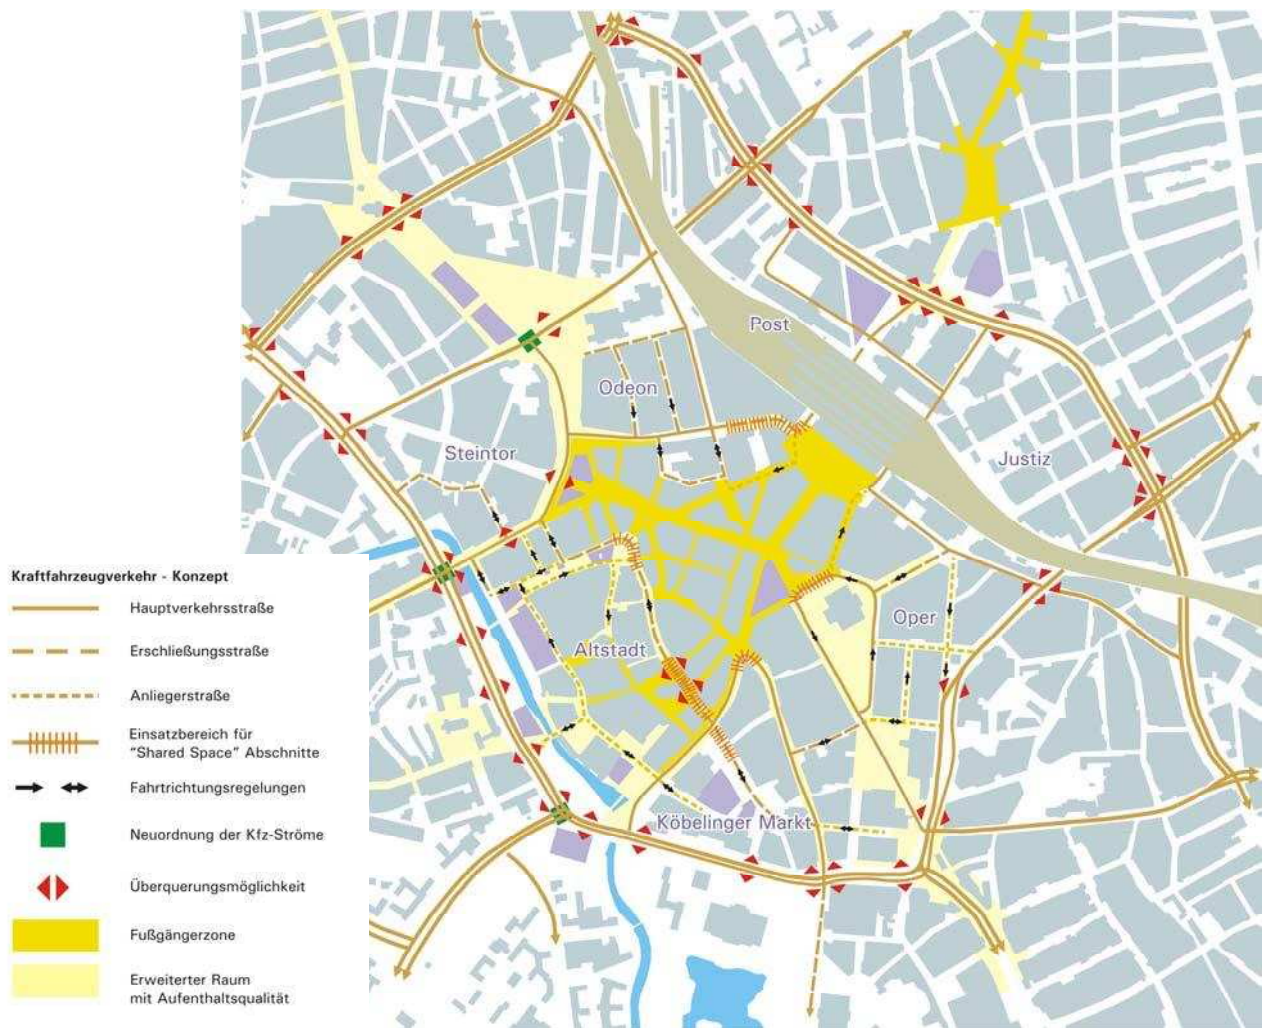 Post
Odeon
Steintor
Justiz
Oper
Altstadt
Köbelinger Markt
Kraftfahrzeugverkehr - Konzept
Hauptverkehrsstraße
Erschließungsstraße
Anliegerstraße
Einsatzbereich für
"Shared Space" Abschnitte
Fahrtrichtungsregelungen
Neuordnung der Kfz-Ströme
Überquerungsmöglichkeit
Fußgängerzone
Erweiterter Raum
mit Aufenthaltsqualität